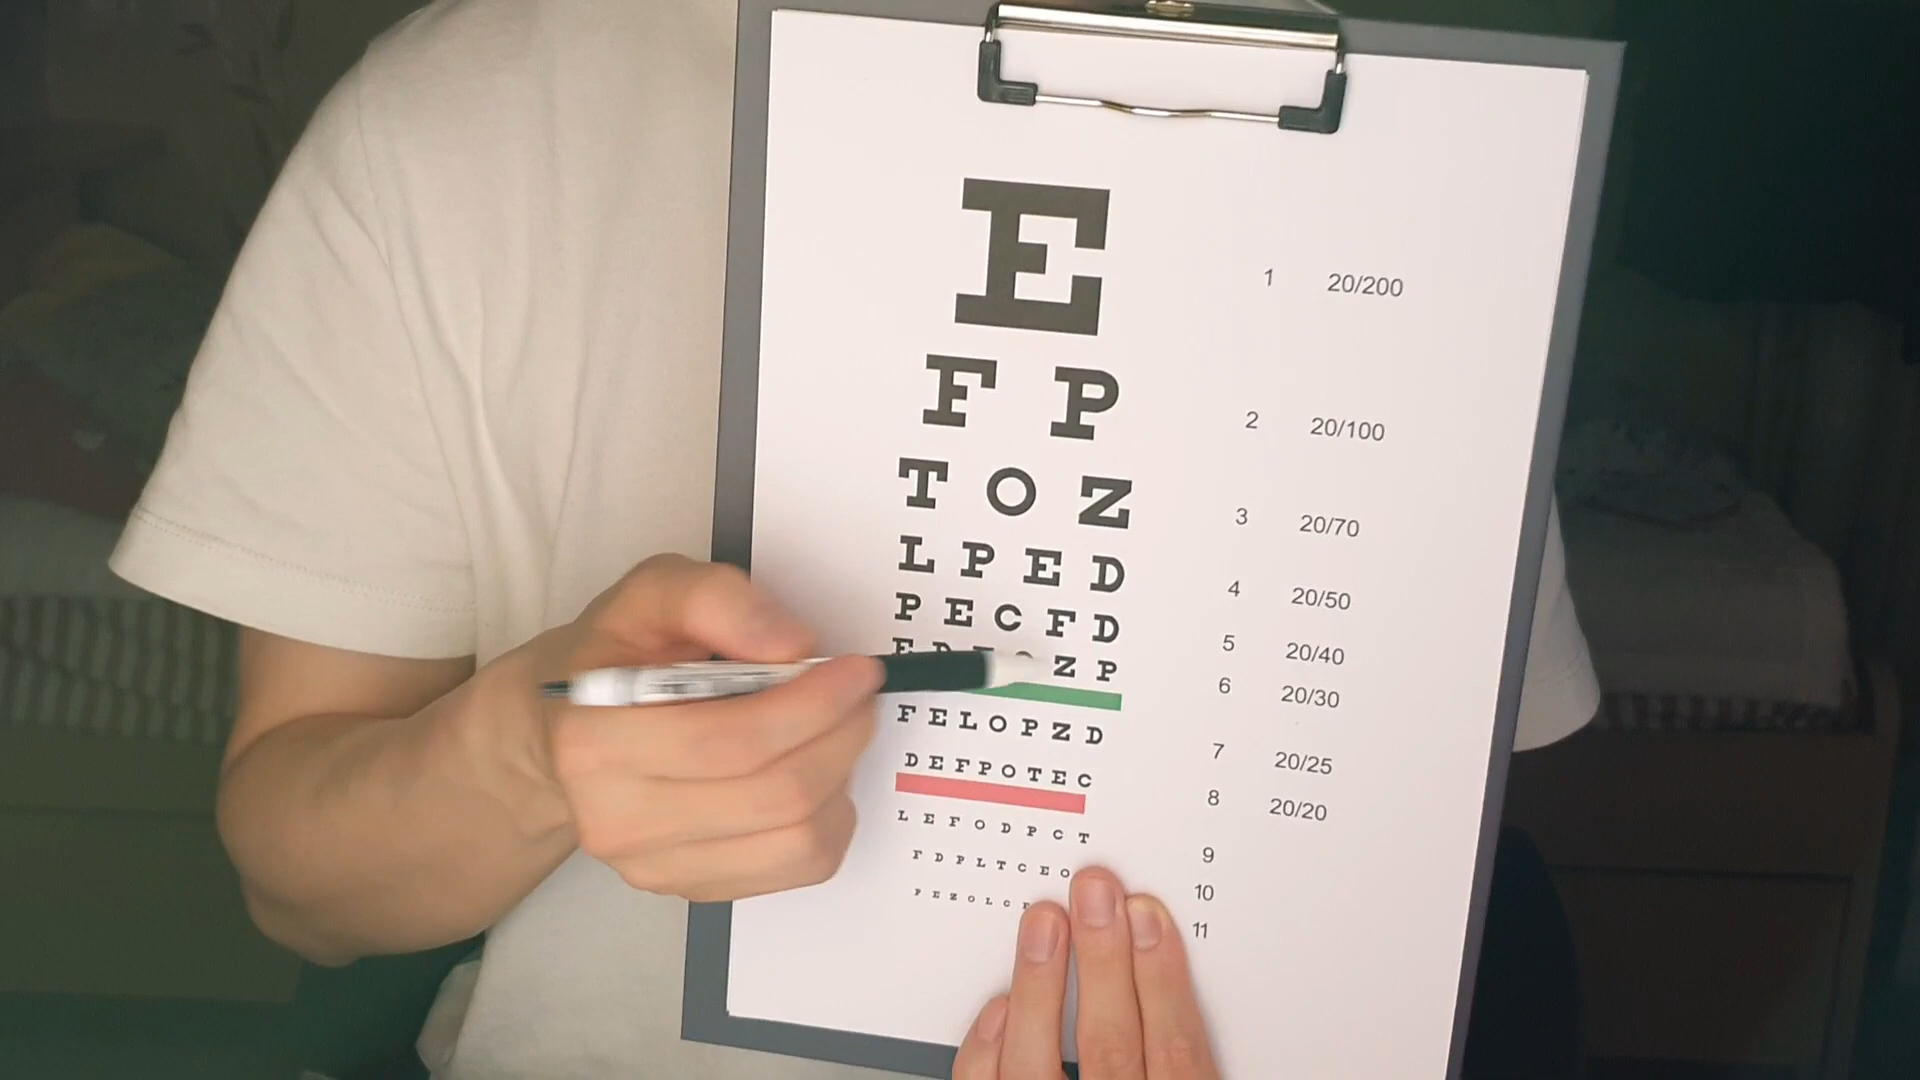 E 1 20/200
F P 2 20/100
T O Z 3 20/70
L P E D 4 20/50
P E C F D 5 20/40
Z P 6 20/30
F E L O P Z D 7 20/25
D E F P O T E C 8 20/20
L E F O D P C T 9
F D P L T C E O 10
P E Z O L C 11